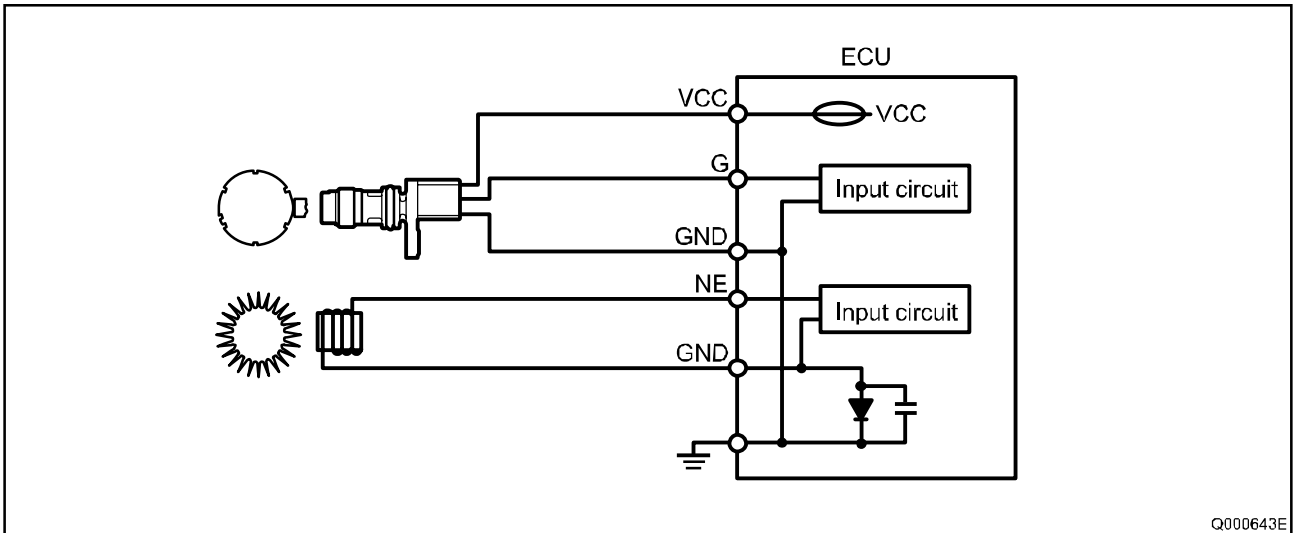 ECU
VCC
VCC
G
Input circuit
GND
NE
Input circuit
GND
Q000643E